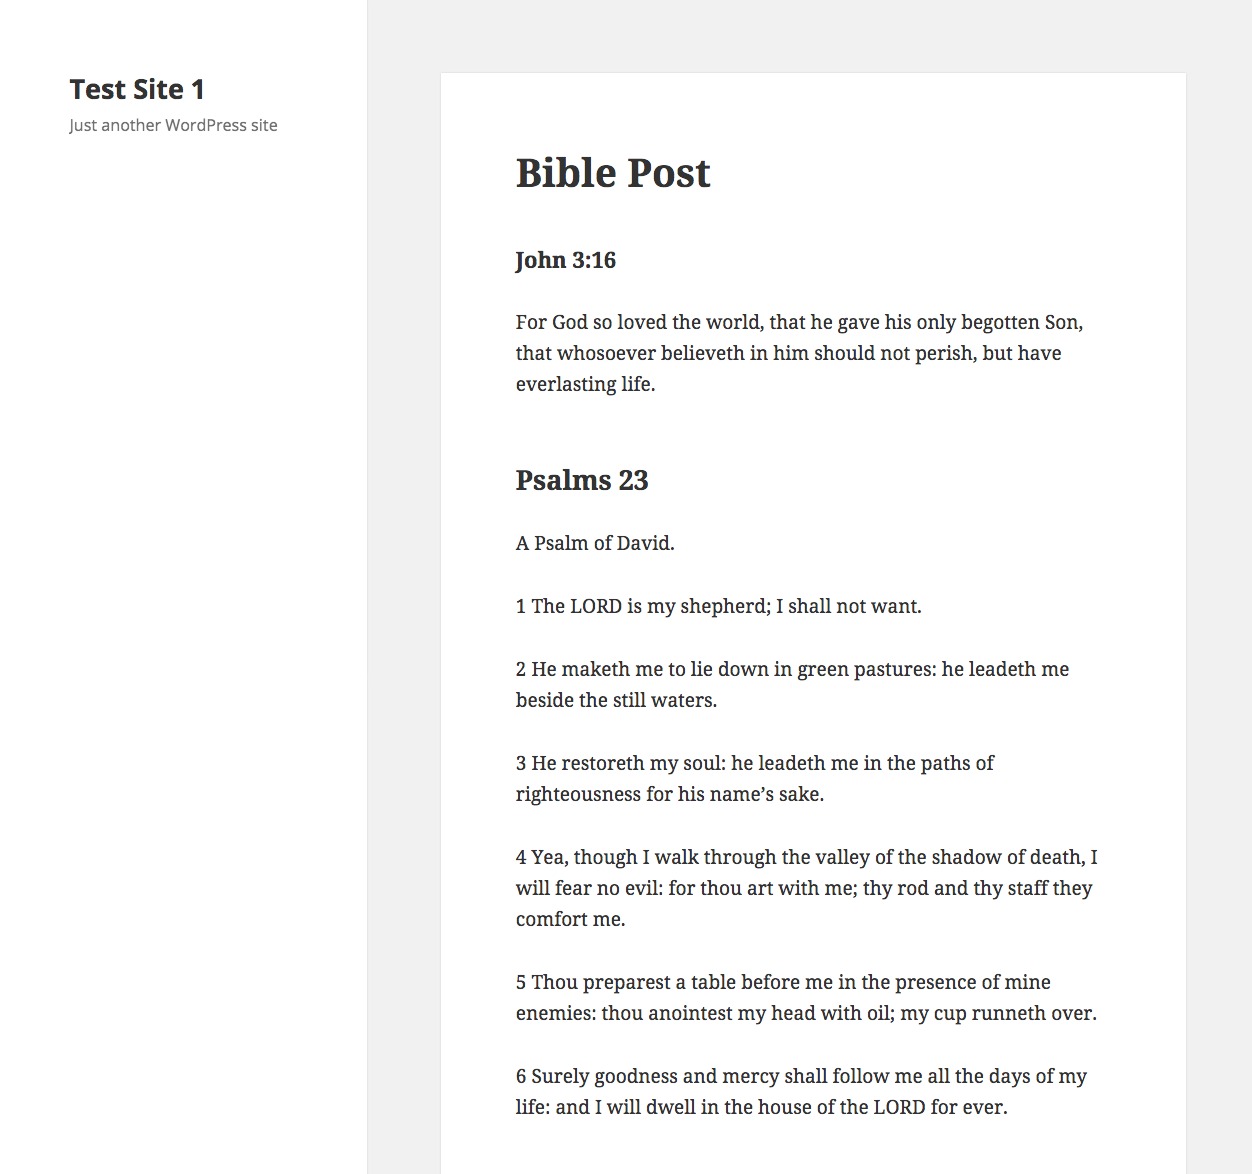 Test Site 1
Just another WordPress site
Bible Post
John 3:16
For God so loved the world, that he gave his only begotten Son,
that whosoever believeth in him should not perish, but have
everlasting life.
Psalms 23
A Psalm of David.
1 The LORD is my shepherd; I shall not want.
2 He maketh me to lie down in green pastures: he leadeth me
beside the still waters.
3 He restoreth my soul: he leadeth me in the paths of
righteousness for his name’s sake.
4 Yea, though I walk through the valley of the shadow of death, I
will fear no evil: for thou art with me; thy rod and thy staff they
comfort me.
5 Thou preparest a table before me in the presence of mine
enemies: thou anointest my head with oil; my cup runneth over.
6 Surely goodness and mercy shall follow me all the days of my
life: and I will dwell in the house of the LORD for ever.